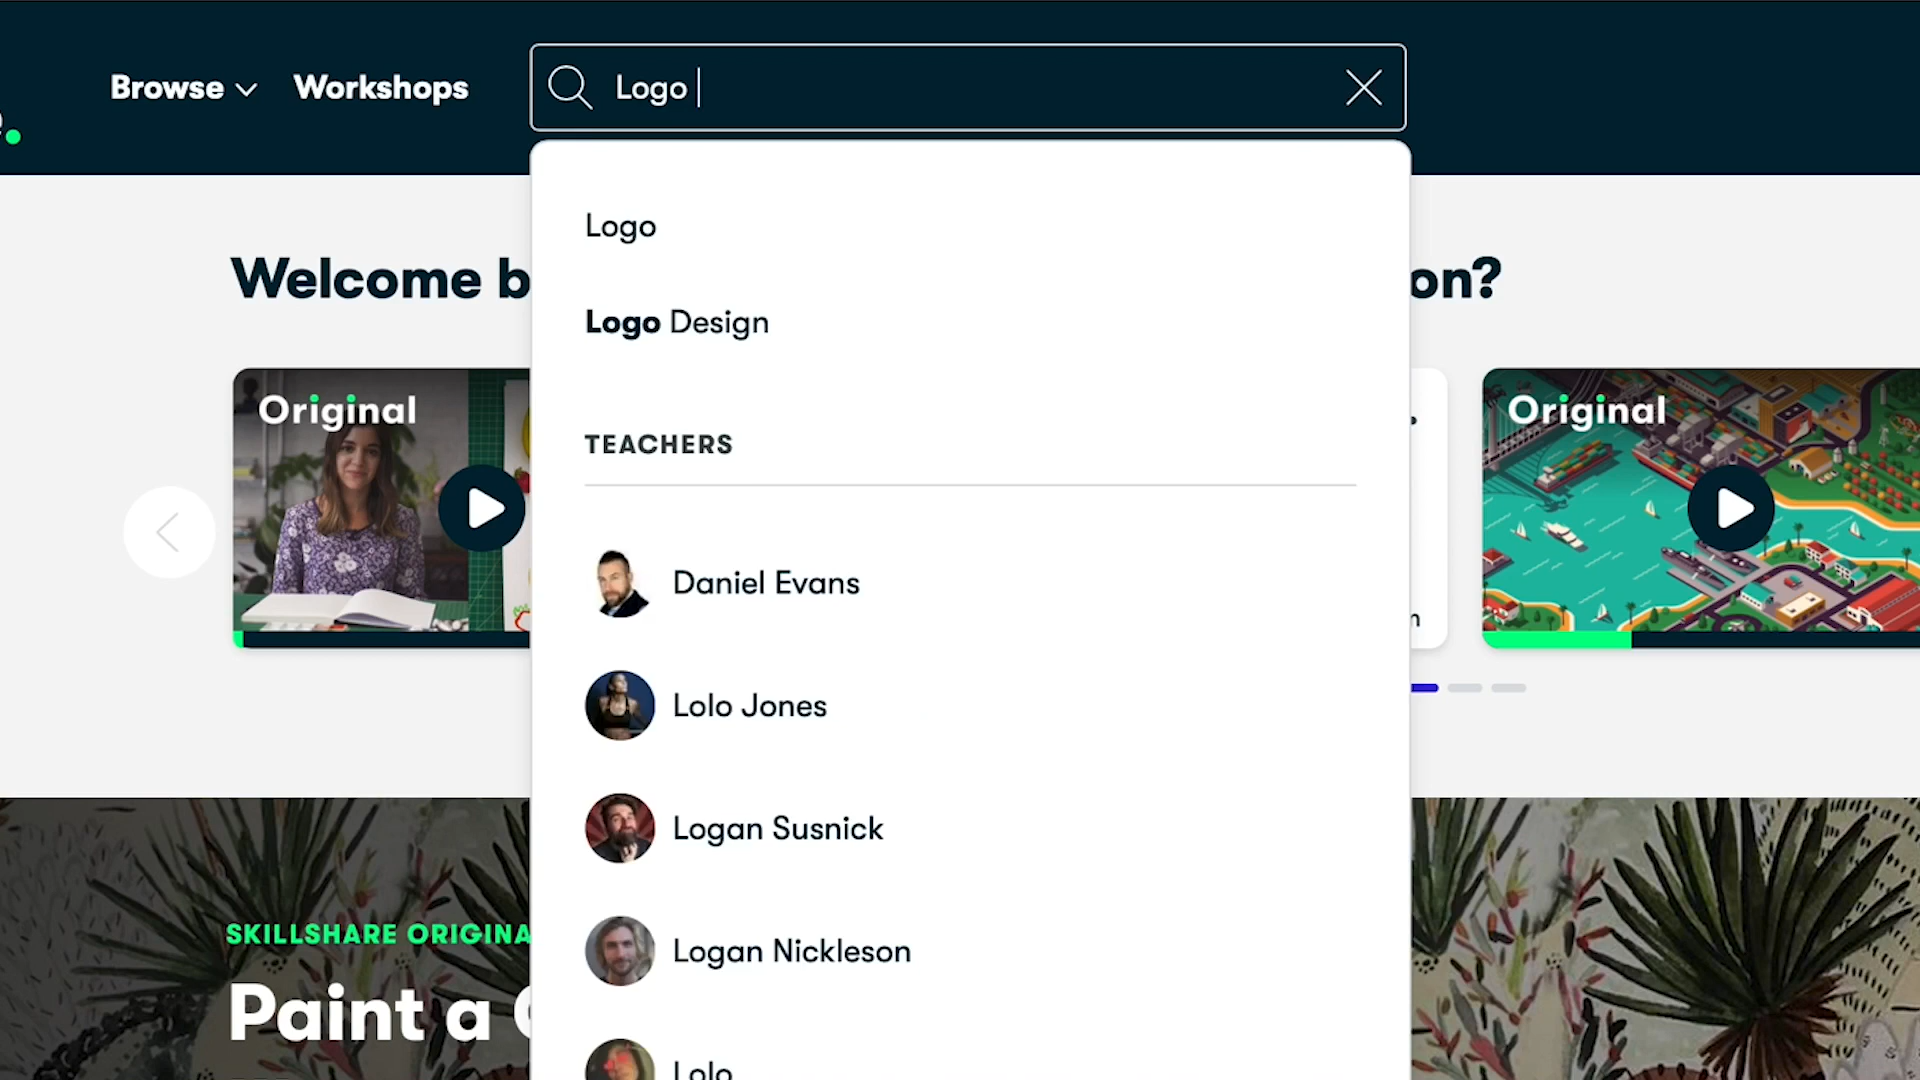 Browse
Workshops
Logo
Logo
Logo Design
Welcome b
on?
Original
Original
TEACHERS
Daniel Evans
Lolo Jones
Logan Susnick
Logan Nickleson
Lolo
SKILLSHARE ORIGINA
Paint a